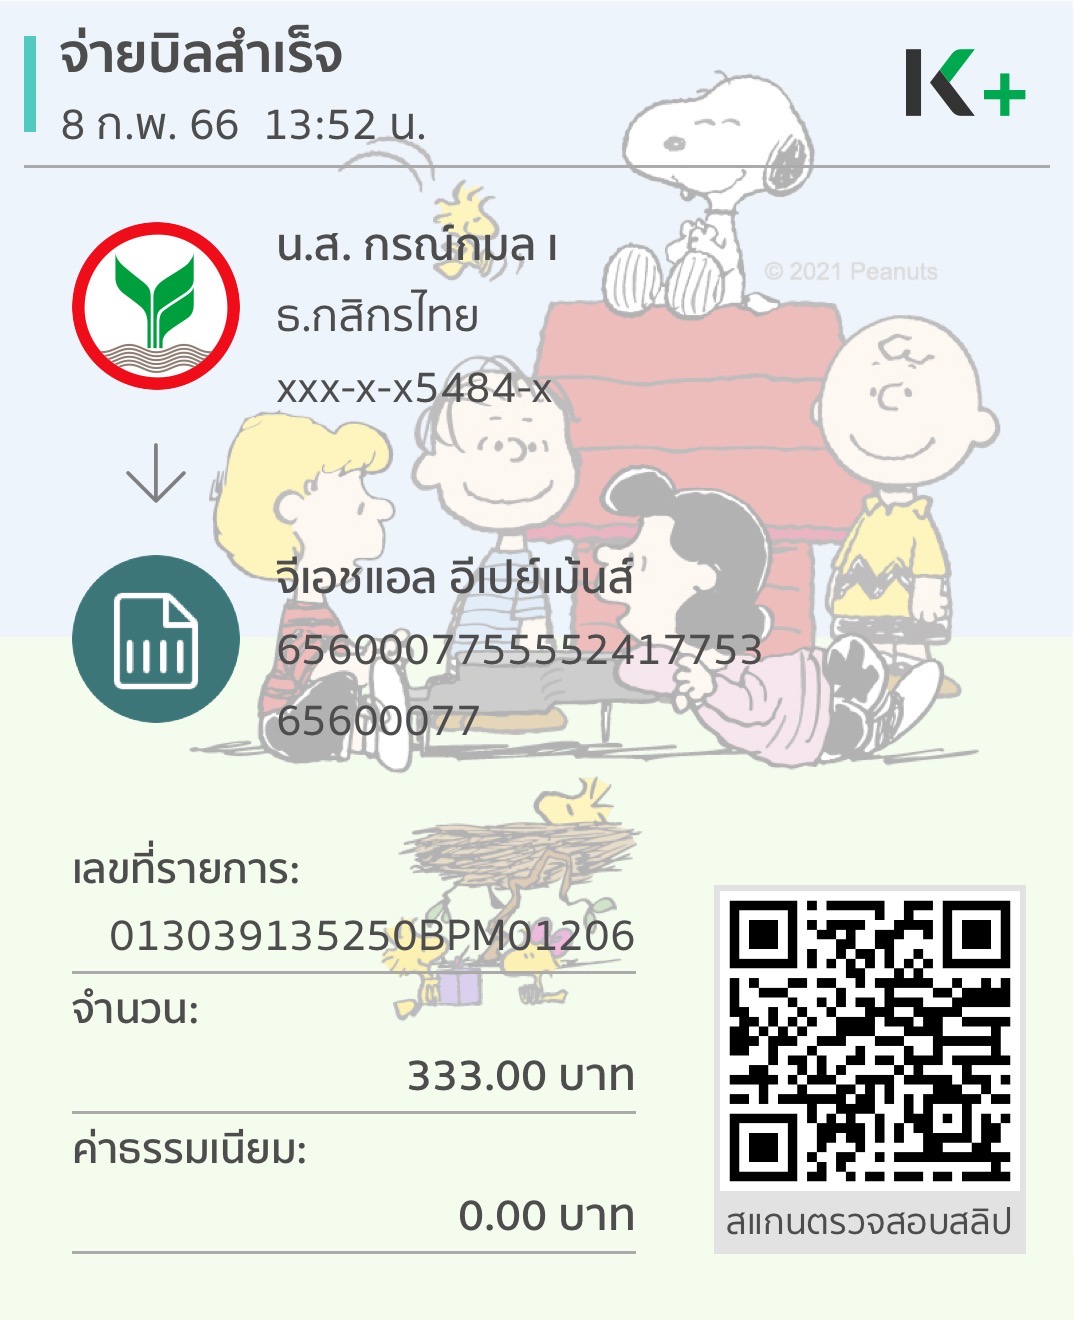 จ่ายบิลสำเร็จ
8 ก.พ. 66 13:52 น.
K+
น.ส. กรณ์กมล เ
ธ.กสิกรไทย
xxx-x-x5484-x
© 2021 Peanuts
จีเอชแอล อีเปย์เม้นส์
6560007755552417753
65600077
เลขที่รายการ:
013039135250BPM01206
จำนวน:
333.00 บาท
ค่าธรรมเนียม:
0.00 บาท
สแกนตรวจสอบสลิป